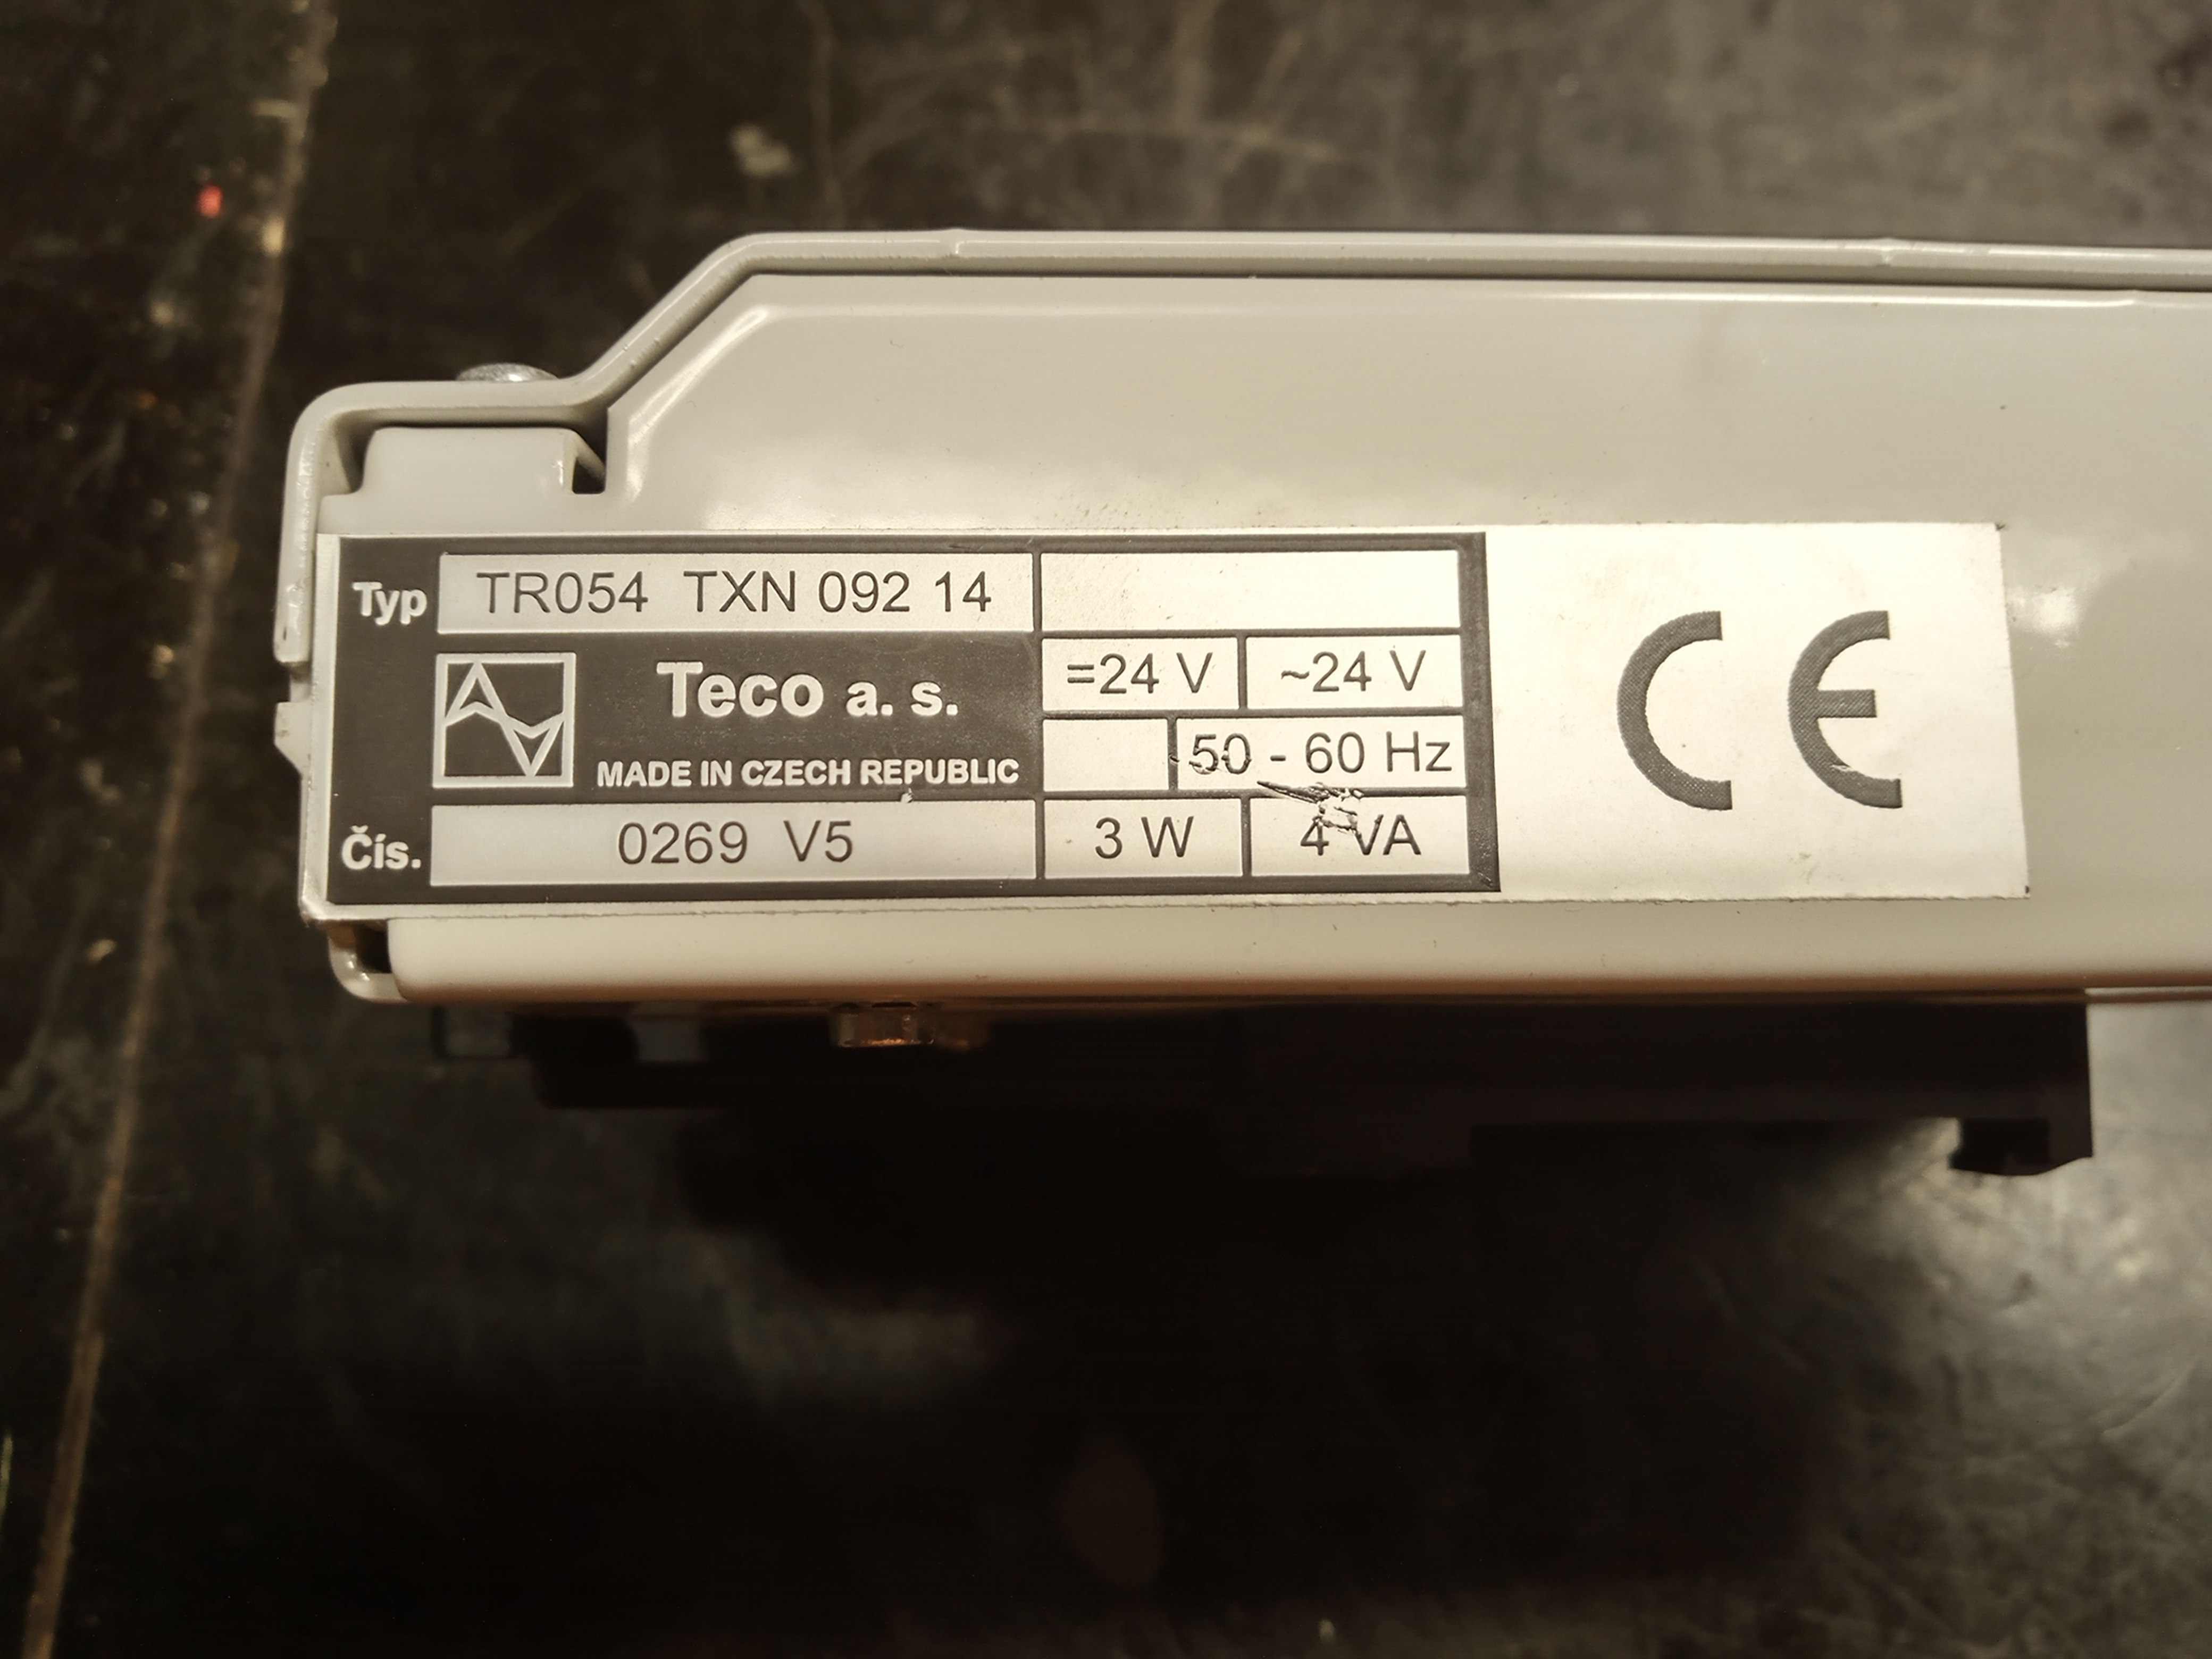 Typ TR054 TXN 092 14
Teco a. s.
MADE IN CZECH REPUBLIC
Čís. 0269 V5
=24 V ~24 V
50 - 60 Hz
3 W 4 VA
CE